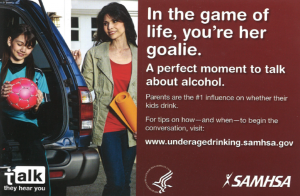 In the game of
life, you're her
goalie.
A perfect moment to talk
about alcohol.
Parents are the #1 influence on whether their
kids drink.
For tips on how—and when—to begin the
conversation, visit:
www.underagedrinking.samhsa.gov
talk
they hear you
SAMHSA